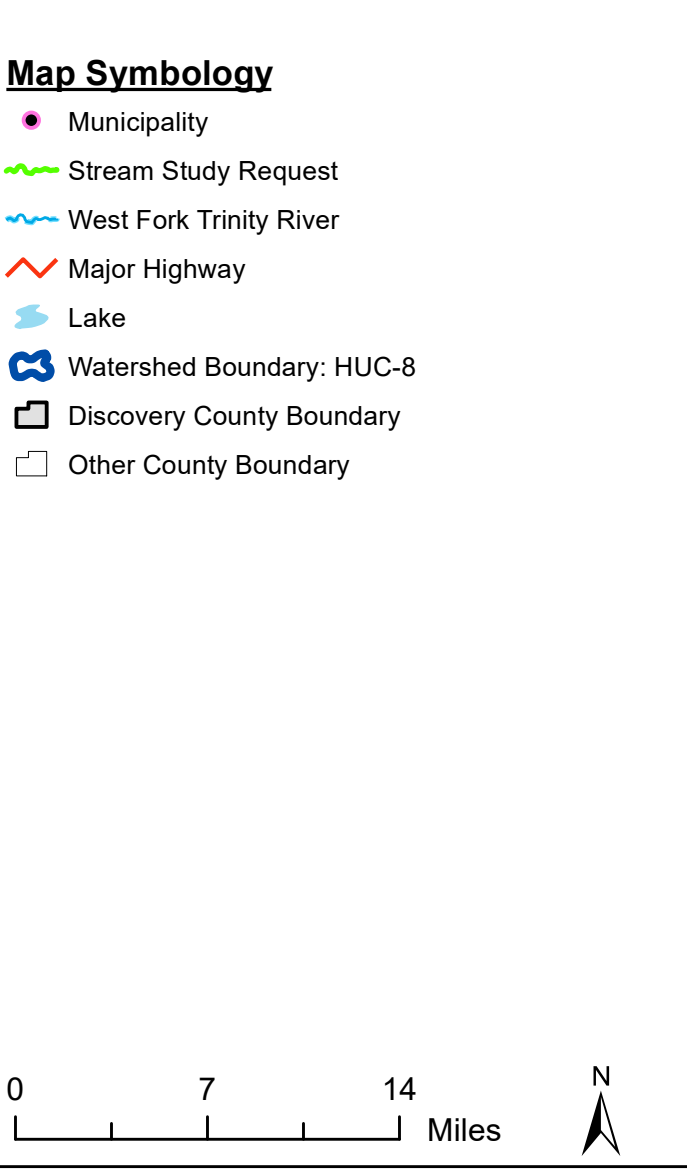 Map Symbology
Municipality
Stream Study Request
West Fork Trinity River
Major Highway
Lake
Watershed Boundary: HUC-8
Discovery County Boundary
Other County Boundary
N
0 7 14
Miles